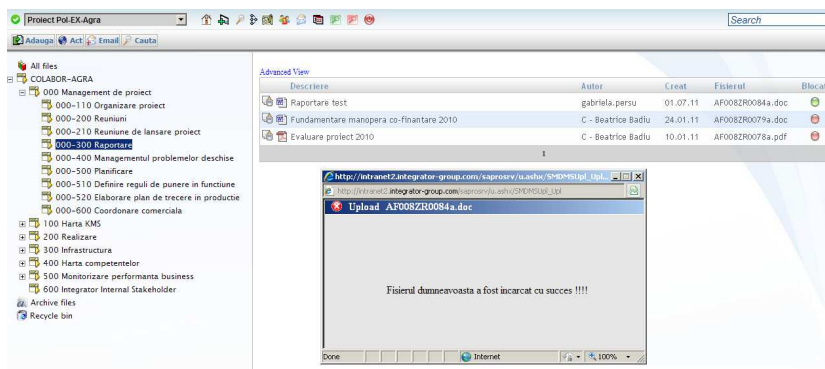 Proiect Pol-EX-Agra
Search
Adauga Act Email Cauta
All files
COLABOR-AGRA
000 Management de proiect
000-110 Organizare proiect
000-200 Reuniuni
000-210 Reuniune de lansare proiect
000-300 Raportare
000-400 Managementul problemelor deschise
000-500 Planificare
000-510 Definire reguli de punere in functiune
000-520 Elaborare plan de trecere in productie
000-600 Coordonare comerciala
100 Harta KMS
200 Realizare
300 Infrastructura
400 Harta competentelor
500 Monitorizare performanta business
600 Integrator Internal Stakeholder
Archive files
Recycle bin
Advanced View
Descriere Autor Creat Fisierul Blocat
Raportare test gabriela.persu 01.07.11 AF008ZR0084a.doc
Fundamentare manopera co-finantare 2010 C - Beatrice Badiu 24.01.11 AF008ZR0079a.doc
Evaluare proiect 2010 C - Beatrice Badiu 10.01.11 AF008ZR0078a.pdf
1
http://intranet2.integrator-group.com/saprosrv/u.ashx/SMDMSUpl_Upl...
http://intranet2.integrator-group.com/saprosrv/u.ashx/SMDMSUpl_Upl
Upload AF008ZR0084a.doc
Fisierul dumneavoasta a fost incarcat cu succes !!!!
Done Internet 100%